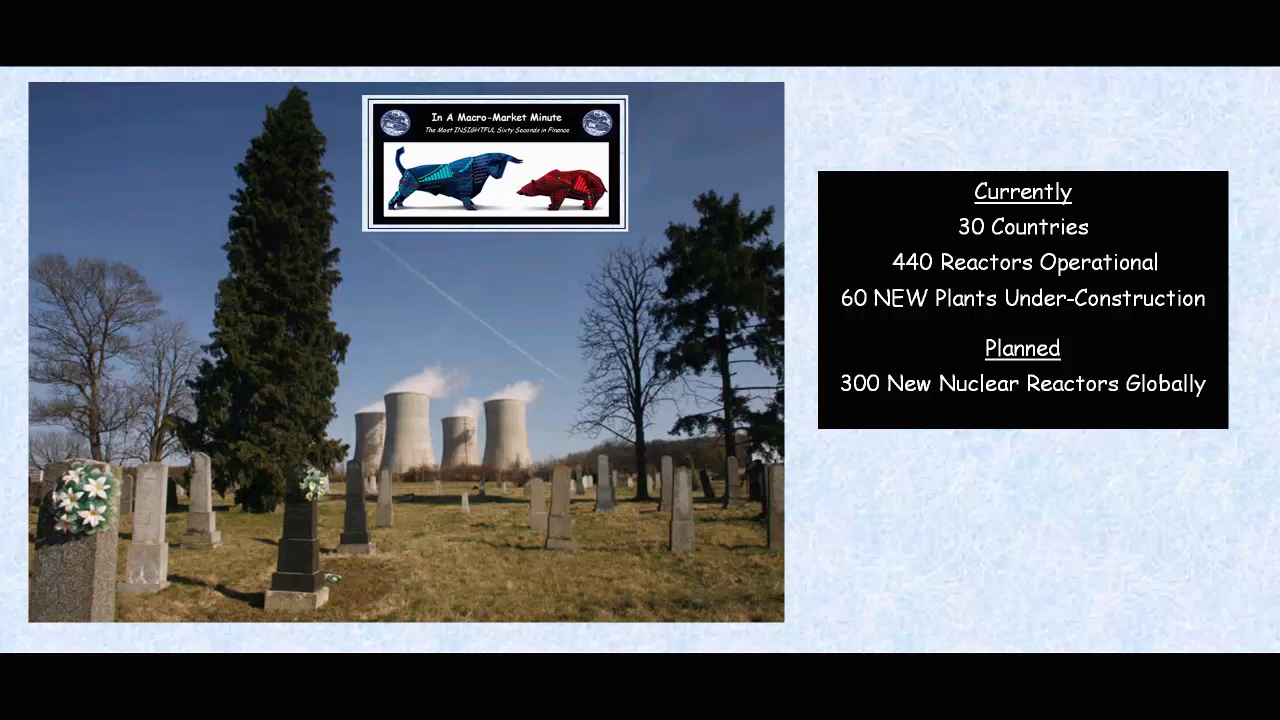 In A Macro-Market Minute
The Most INSIGHTFUL Sixty Seconds in Finance
Currently
30 Countries
440 Reactors Operational
60 NEW Plants Under-Construction
Planned
300 New Nuclear Reactors Globally